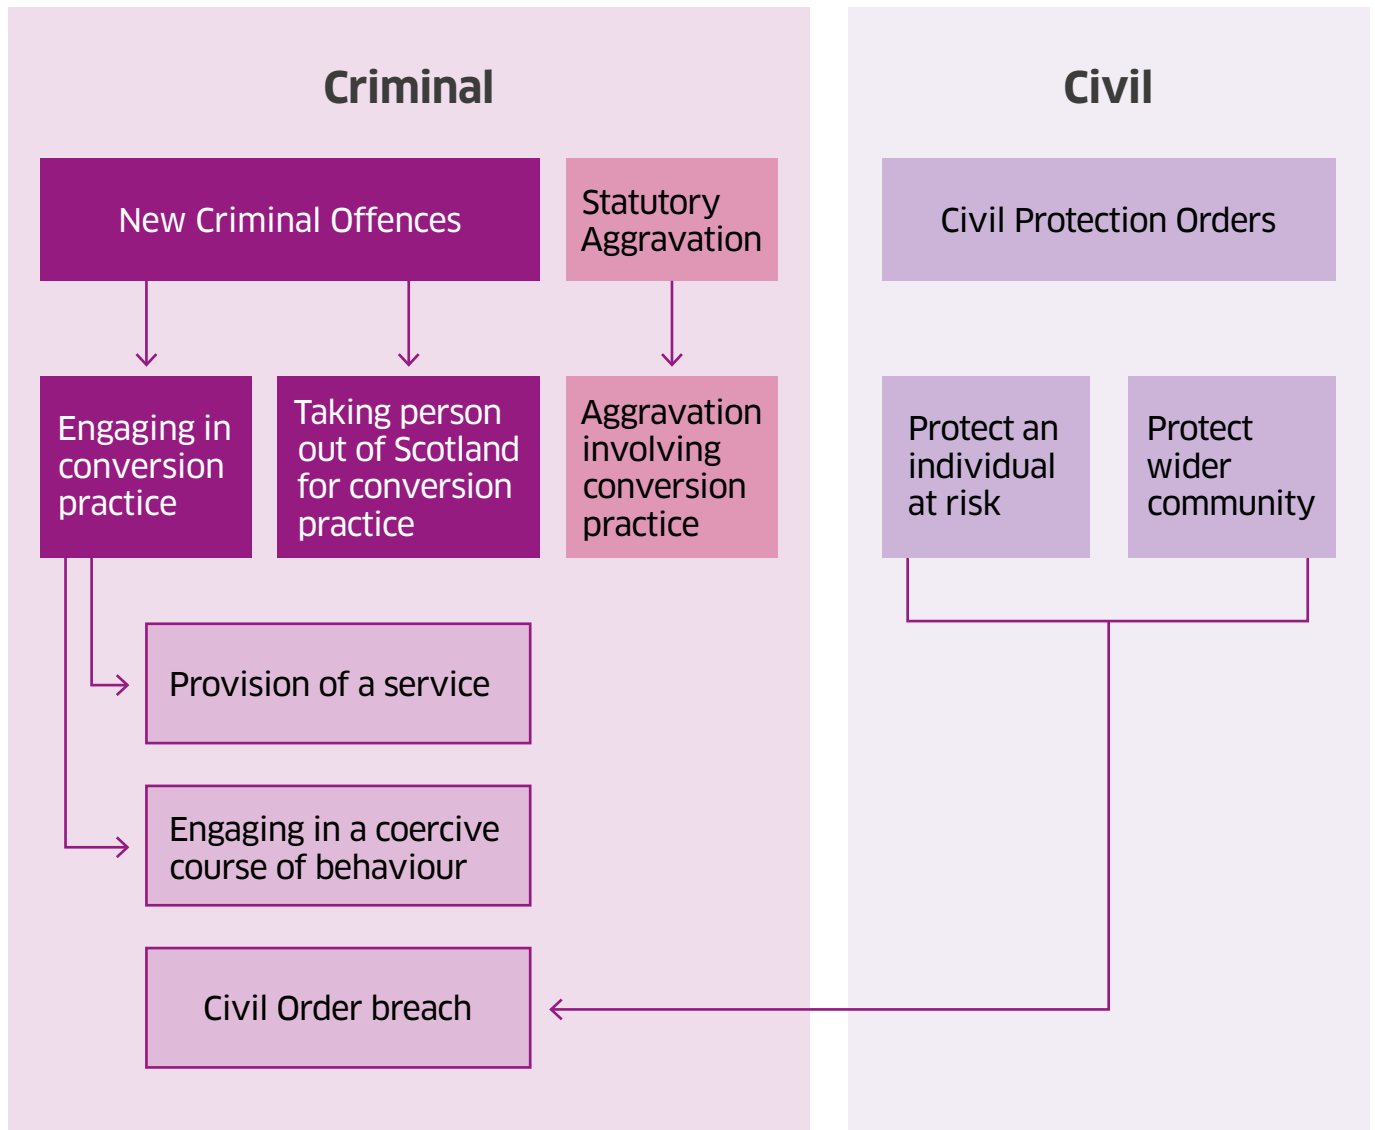 Criminal
Civil
New Criminal Offences
Statutory
Aggravation
Civil Protection Orders
Engaging in
conversion
practice
Taking person
out of Scotland
for conversion
practice
Aggravation
involving
conversion
practice
Protect an
individual
at risk
Protect
wider
community
Provision of a service
Engaging in a coercive
course of behaviour
Civil Order breach